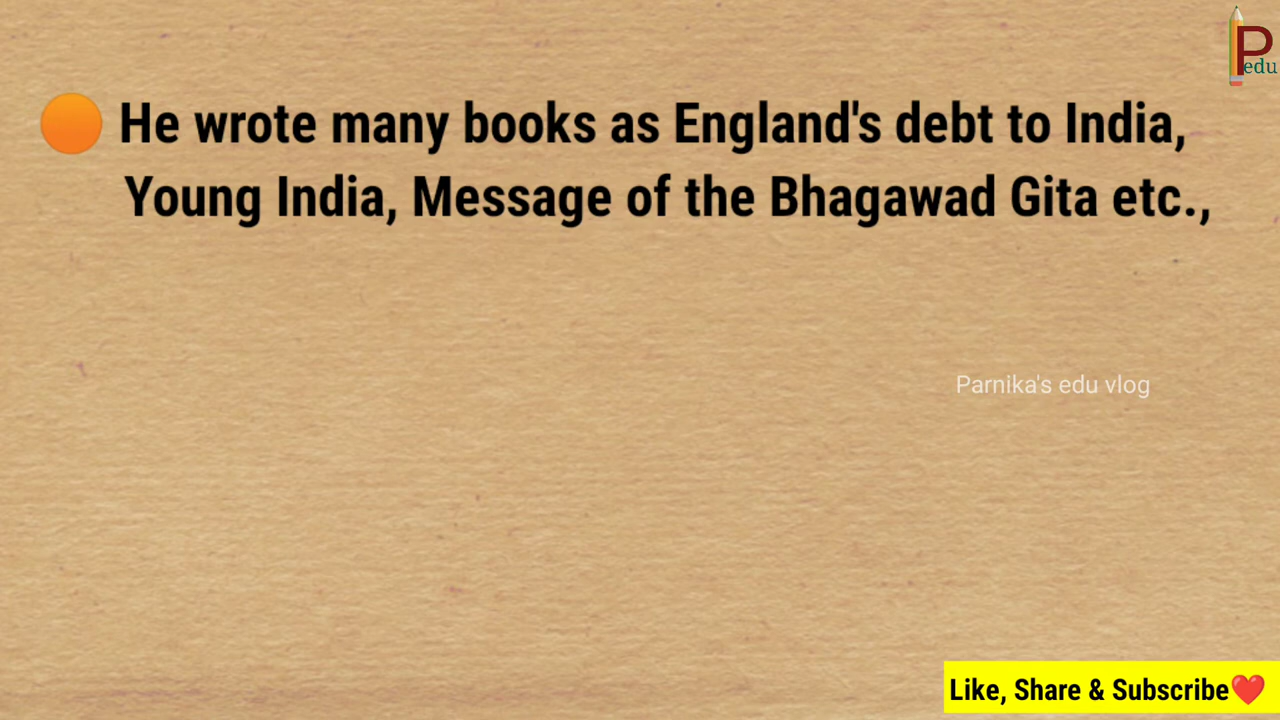 P
edu
He wrote many books as England's debt to India,
Young India, Message of the Bhagawad Gita etc.,
Parnika's edu vlog
Like, Share & Subscribe❤️